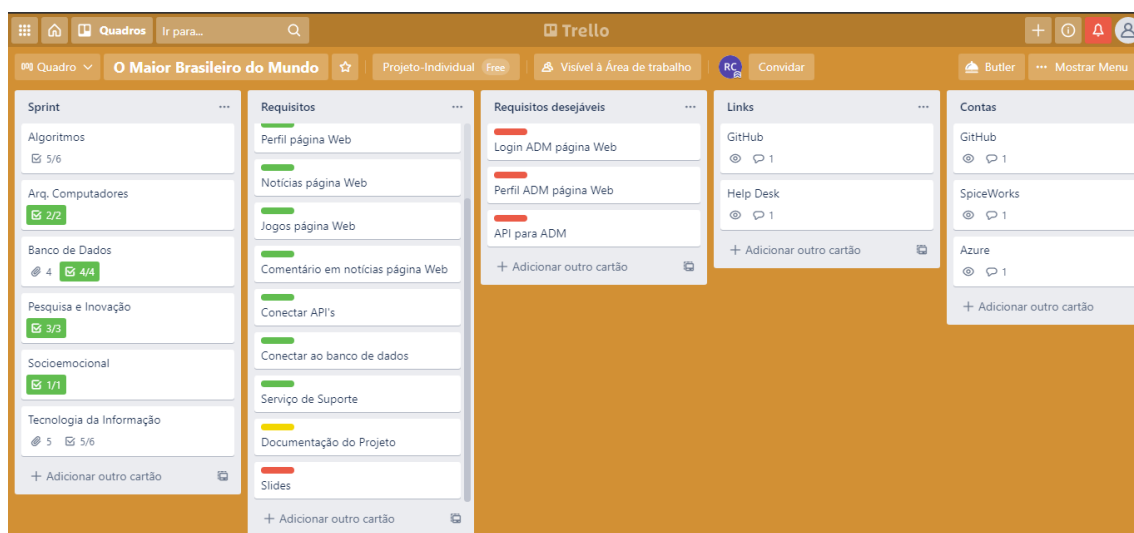 Quadros
Ir para...
Trello
Quadro
O Maior Brasileiro do Mundo
Projeto-Individual
Free
Visível à Área de trabalho
RC
Convidar
Butler
Mostrar Menu
Sprint
Algoritmos
5/6
Arq. Computadores
2/2
Banco de Dados
4
4/4
Pesquisa e Inovação
3/3
Socioemocional
1/1
Tecnologia da Informação
5
5/6
+ Adicionar outro cartão
Requisitos
Perfil página Web
Notícias página Web
Jogos página Web
Comentário em notícias página Web
Conectar API's
Conectar ao banco de dados
Serviço de Suporte
Documentação do Projeto
Slides
+ Adicionar outro cartão
Requisitos desejáveis
Login ADM página Web
Perfil ADM página Web
API para ADM
+ Adicionar outro cartão
Links
GitHub
1
Help Desk
1
+ Adicionar outro cartão
Contas
GitHub
1
SpiceWorks
1
Azure
1
+ Adicionar outro cartão